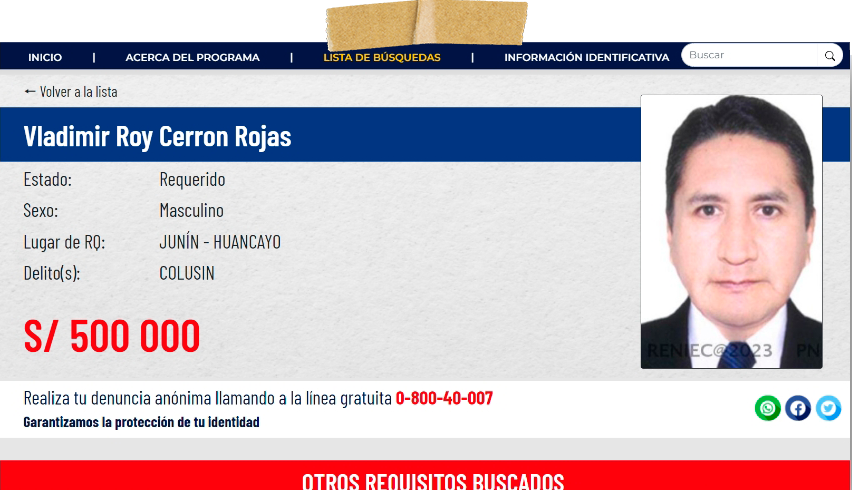 INICIO | ACERCA DEL PROGRAMA | LISTA DE BÚSQUEDAS | INFORMACIÓN IDENTIFICATIVA Buscar
← Volver a la lista
Vladimir Roy Cerron Rojas
Estado: Requerido
Sexo: Masculino
Lugar de RQ: JUNÍN - HUANCAYO
Delito(s): COLUSIN
S/ 500 000
RENIEC@2023 PN
Realiza tu denuncia anónima llamando a la línea gratuita 0-800-40-007
Garantizamos la protección de tu identidad
OTROS REQUISITOS BUSCADOS